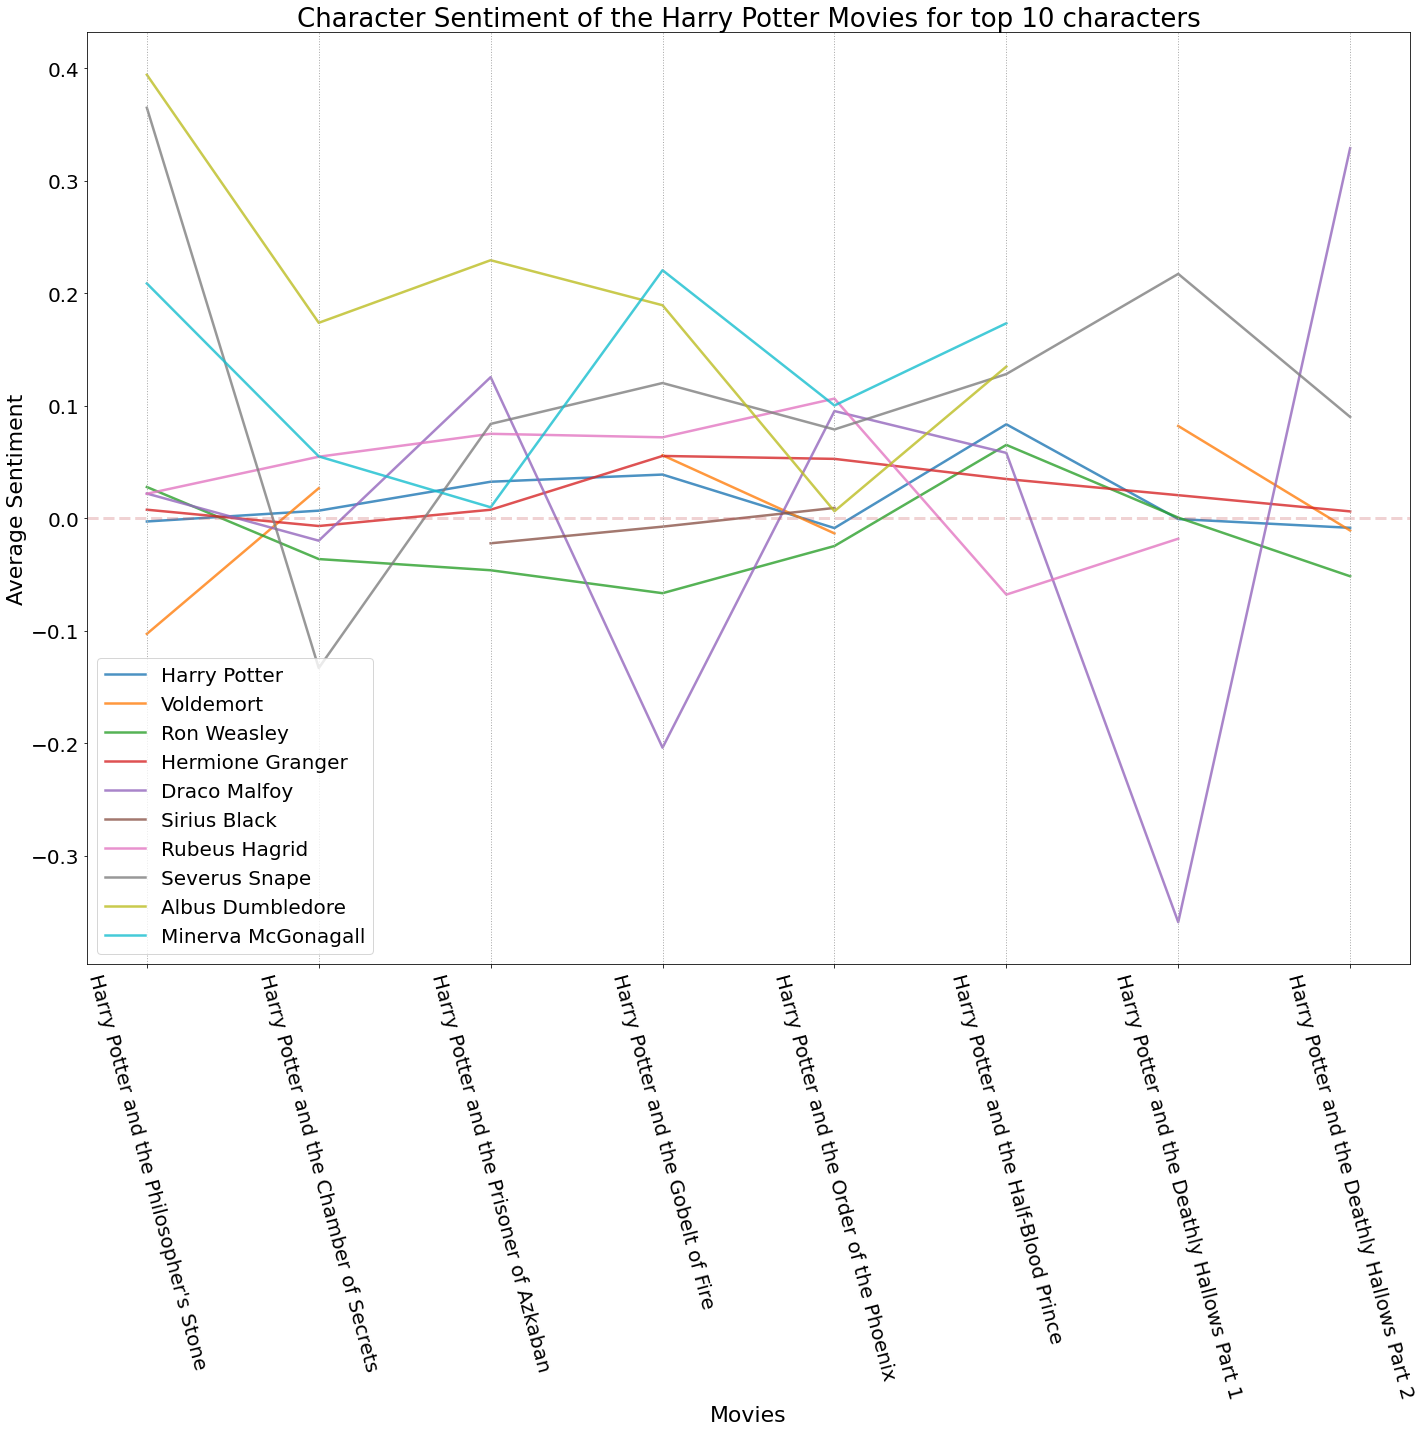 Character Sentiment of the Harry Potter Movies for top 10 characters
Average Sentiment
0.4
0.3
0.2
0.1
0.0
−0.1
−0.2
−0.3
Harry Potter
Voldemort
Ron Weasley
Hermione Granger
Draco Malfoy
Sirius Black
Rubeus Hagrid
Severus Snape
Albus Dumbledore
Minerva McGonagall
Harry Potter and the Philosopher's Stone
Harry Potter and the Chamber of Secrets
Harry Potter and the Prisoner of Azkaban
Harry Potter and the Gobelt of Fire
Harry Potter and the Order of the Phoenix
Harry Potter and the Half-Blood Prince
Harry Potter and the Deathly Hallows Part 1
Harry Potter and the Deathly Hallows Part 2
Movies